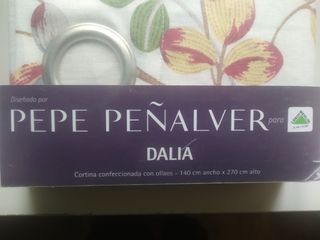 Diseñado por
PEPE PEÑALVER para
DALIA
Cortina confeccionada con ollaos - 140 cm ancho x 270 cm alto